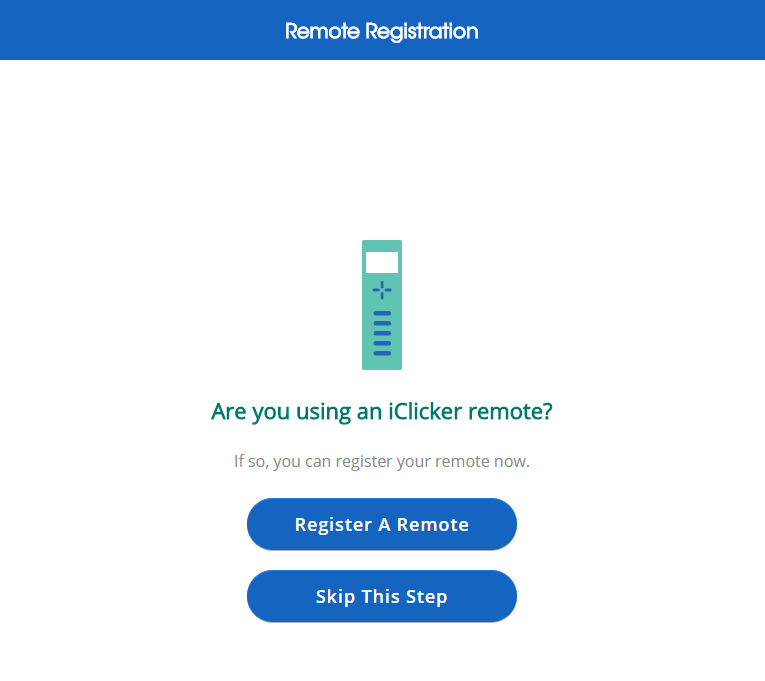 Remote Registration
Are you using an iClicker remote?
If so, you can register your remote now.
Register A Remote
Skip This Step